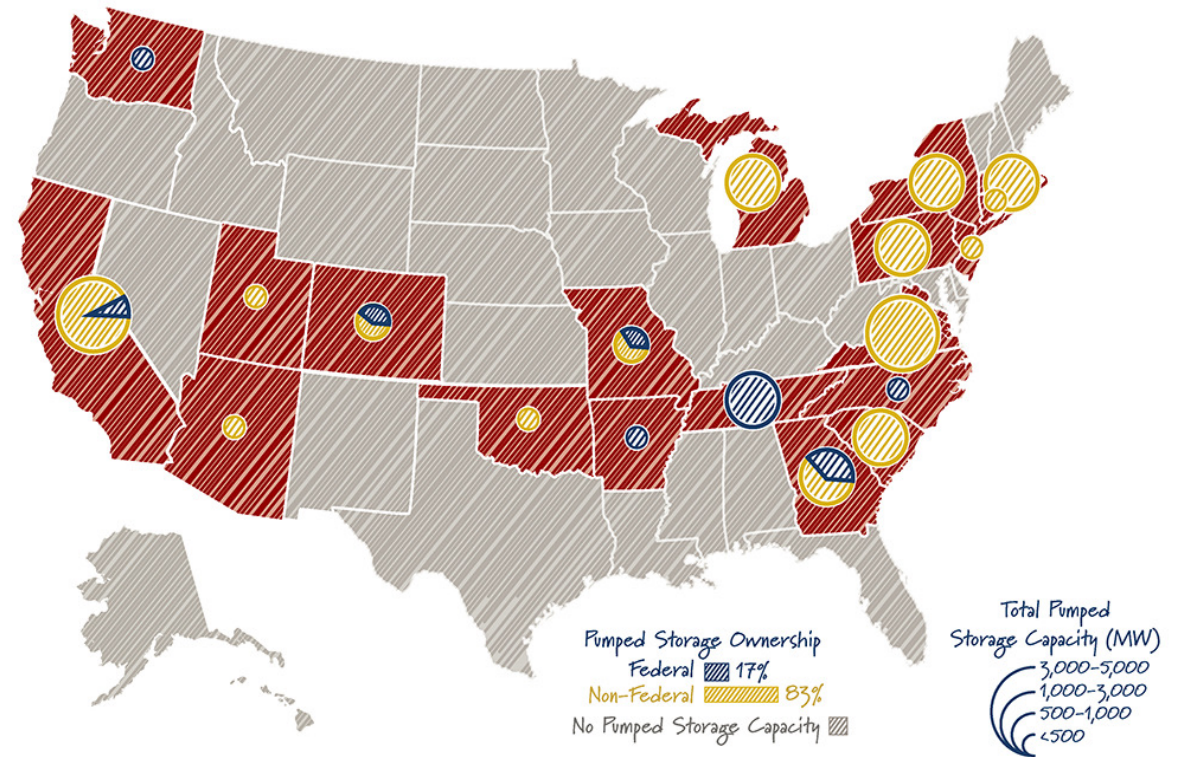 Pumped Storage Ownership
Federal 17%
Non-Federal 83%
No Pumped Storage Capacity
Total Pumped
Storage Capacity (MW)
3,000-5,000
1,000-3,000
500-1,000
<500